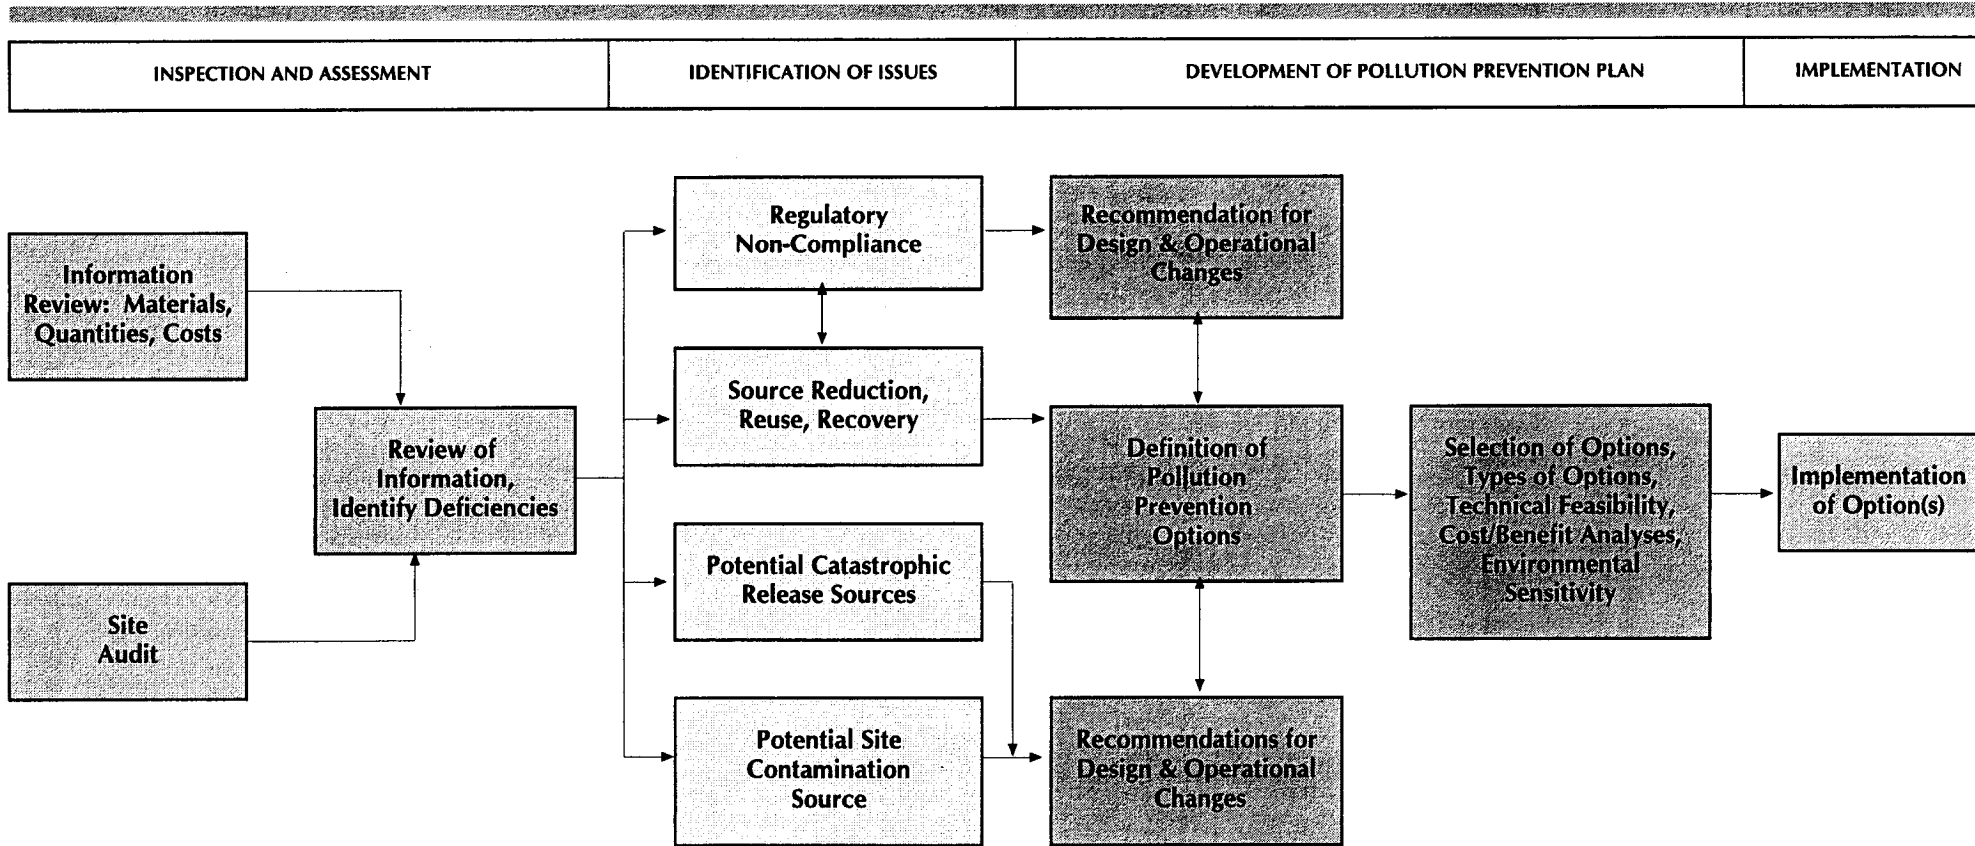 INSPECTION AND ASSESSMENT
IDENTIFICATION OF ISSUES
DEVELOPMENT OF POLLUTION PREVENTION PLAN
IMPLEMENTATION
Information
Review: Materials,
Quantities, Costs
Site
Audit
Review of
Information,
Identify Deficiencies
Regulatory
Non-Compliance
Source Reduction,
Reuse, Recovery
Potential Catastrophic
Release Sources
Potential Site
Contamination
Source
Recommendation for
Design & Operational
Changes
Definition of
Pollution
Prevention
Options
Recommendations for
Design & Operational
Changes
Selection of Options,
Types of Options,
Technical Feasibility,
Cost/Benefit Analyses,
Environmental
Sensitivity
Implementation
of Option(s)